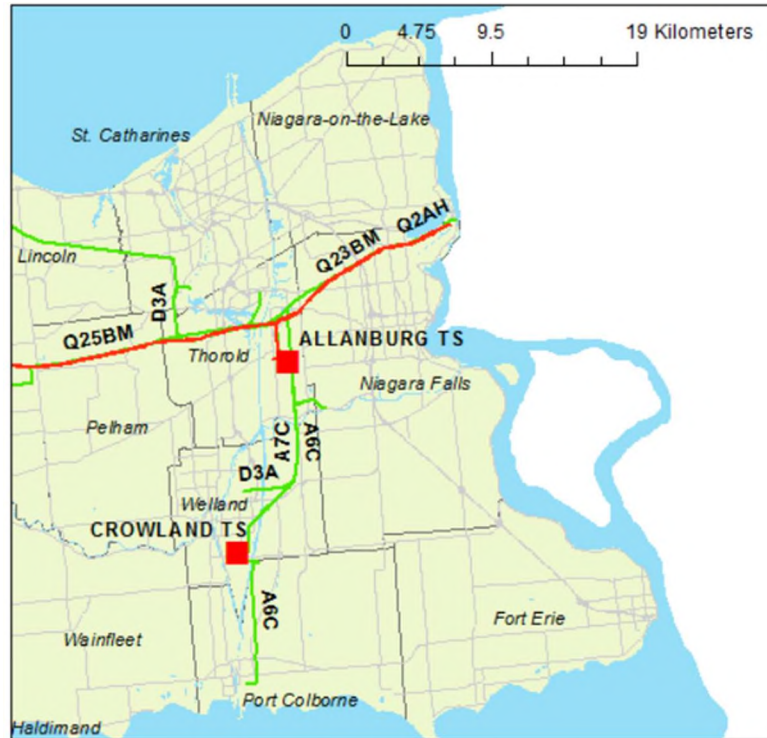 0 4.75 9.5 19 Kilometers
Niagara-on-the-Lake
St. Catharines
Q2AH
Q23BM
Lincoln
D3A
Q25BM
ALLANBURG TS
Thorold
Niagara Falls
Pelham
A7C
A6C
D3A
Welland
CROWLAND TS
A6C
Fort Erie
Wainfleet
Port Colborne
Haldimand